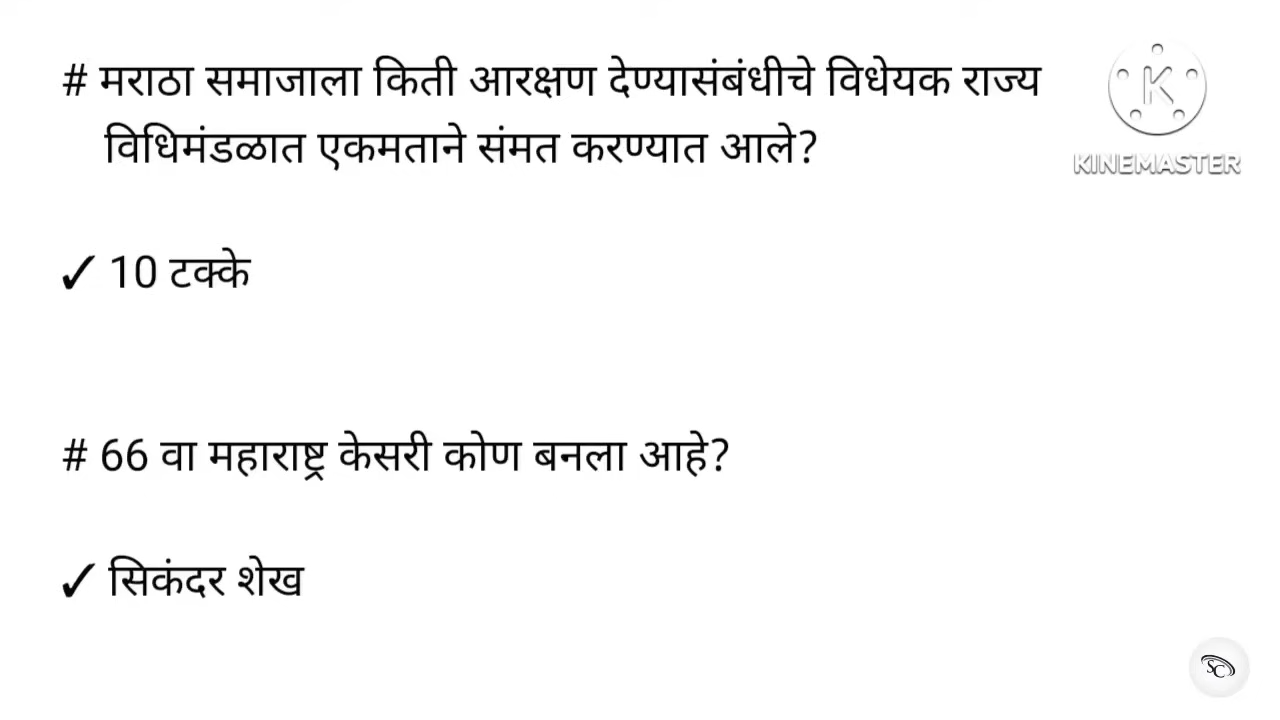 # मराठा समाजाला किती आरक्षण देण्यासंबंधीचे विधेयक राज्य
विधिमंडळात एकमताने संमत करण्यात आले?
K
KINEMASTER
✓ 10 टक्के
# 66 वा महाराष्ट्र केसरी कोण बनला आहे?
✓ सिकंदर शेख
SC